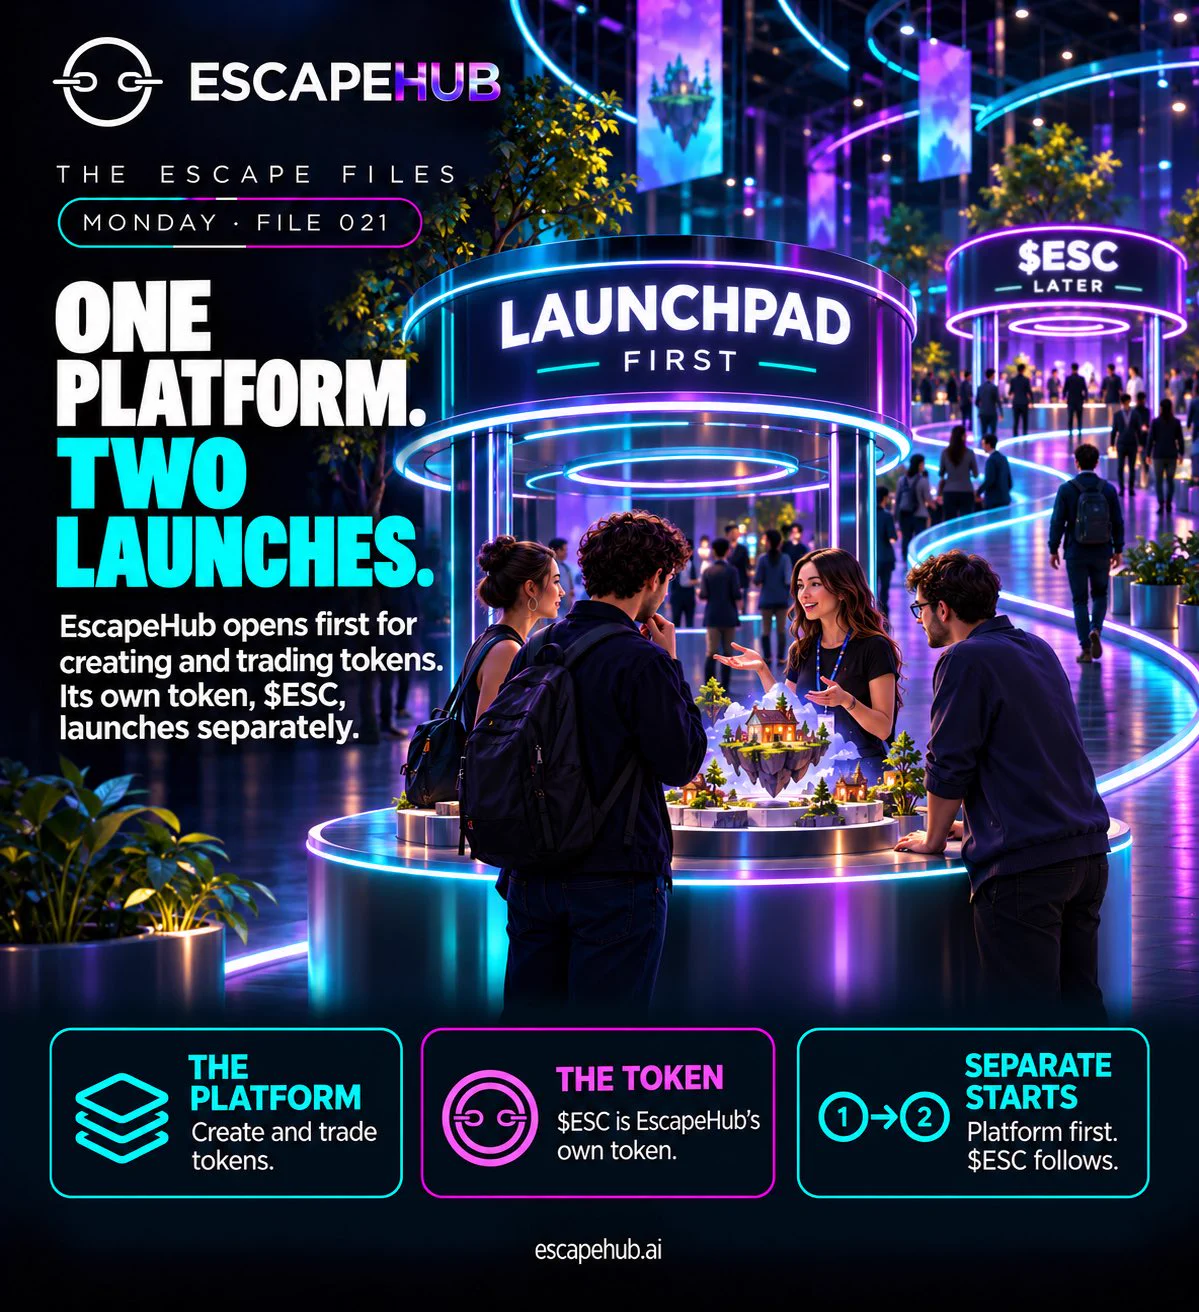 ESCAPEHUB
THE ESCAPE FILES
MONDAY · FILE 021
ONE
PLATFORM.
TWO
LAUNCHES.
EscapeHub opens first for
creating and trading tokens.
Its own token, $ESC,
launches separately.
LAUNCHPAD
FIRST
$ESC
LATER
THE
PLATFORM
Create and trade
tokens.
THE TOKEN
$ESC is EscapeHub's
own token.
1 → 2
SEPARATE
STARTS
Platform first.
$ESC follows.
escapehub.ai